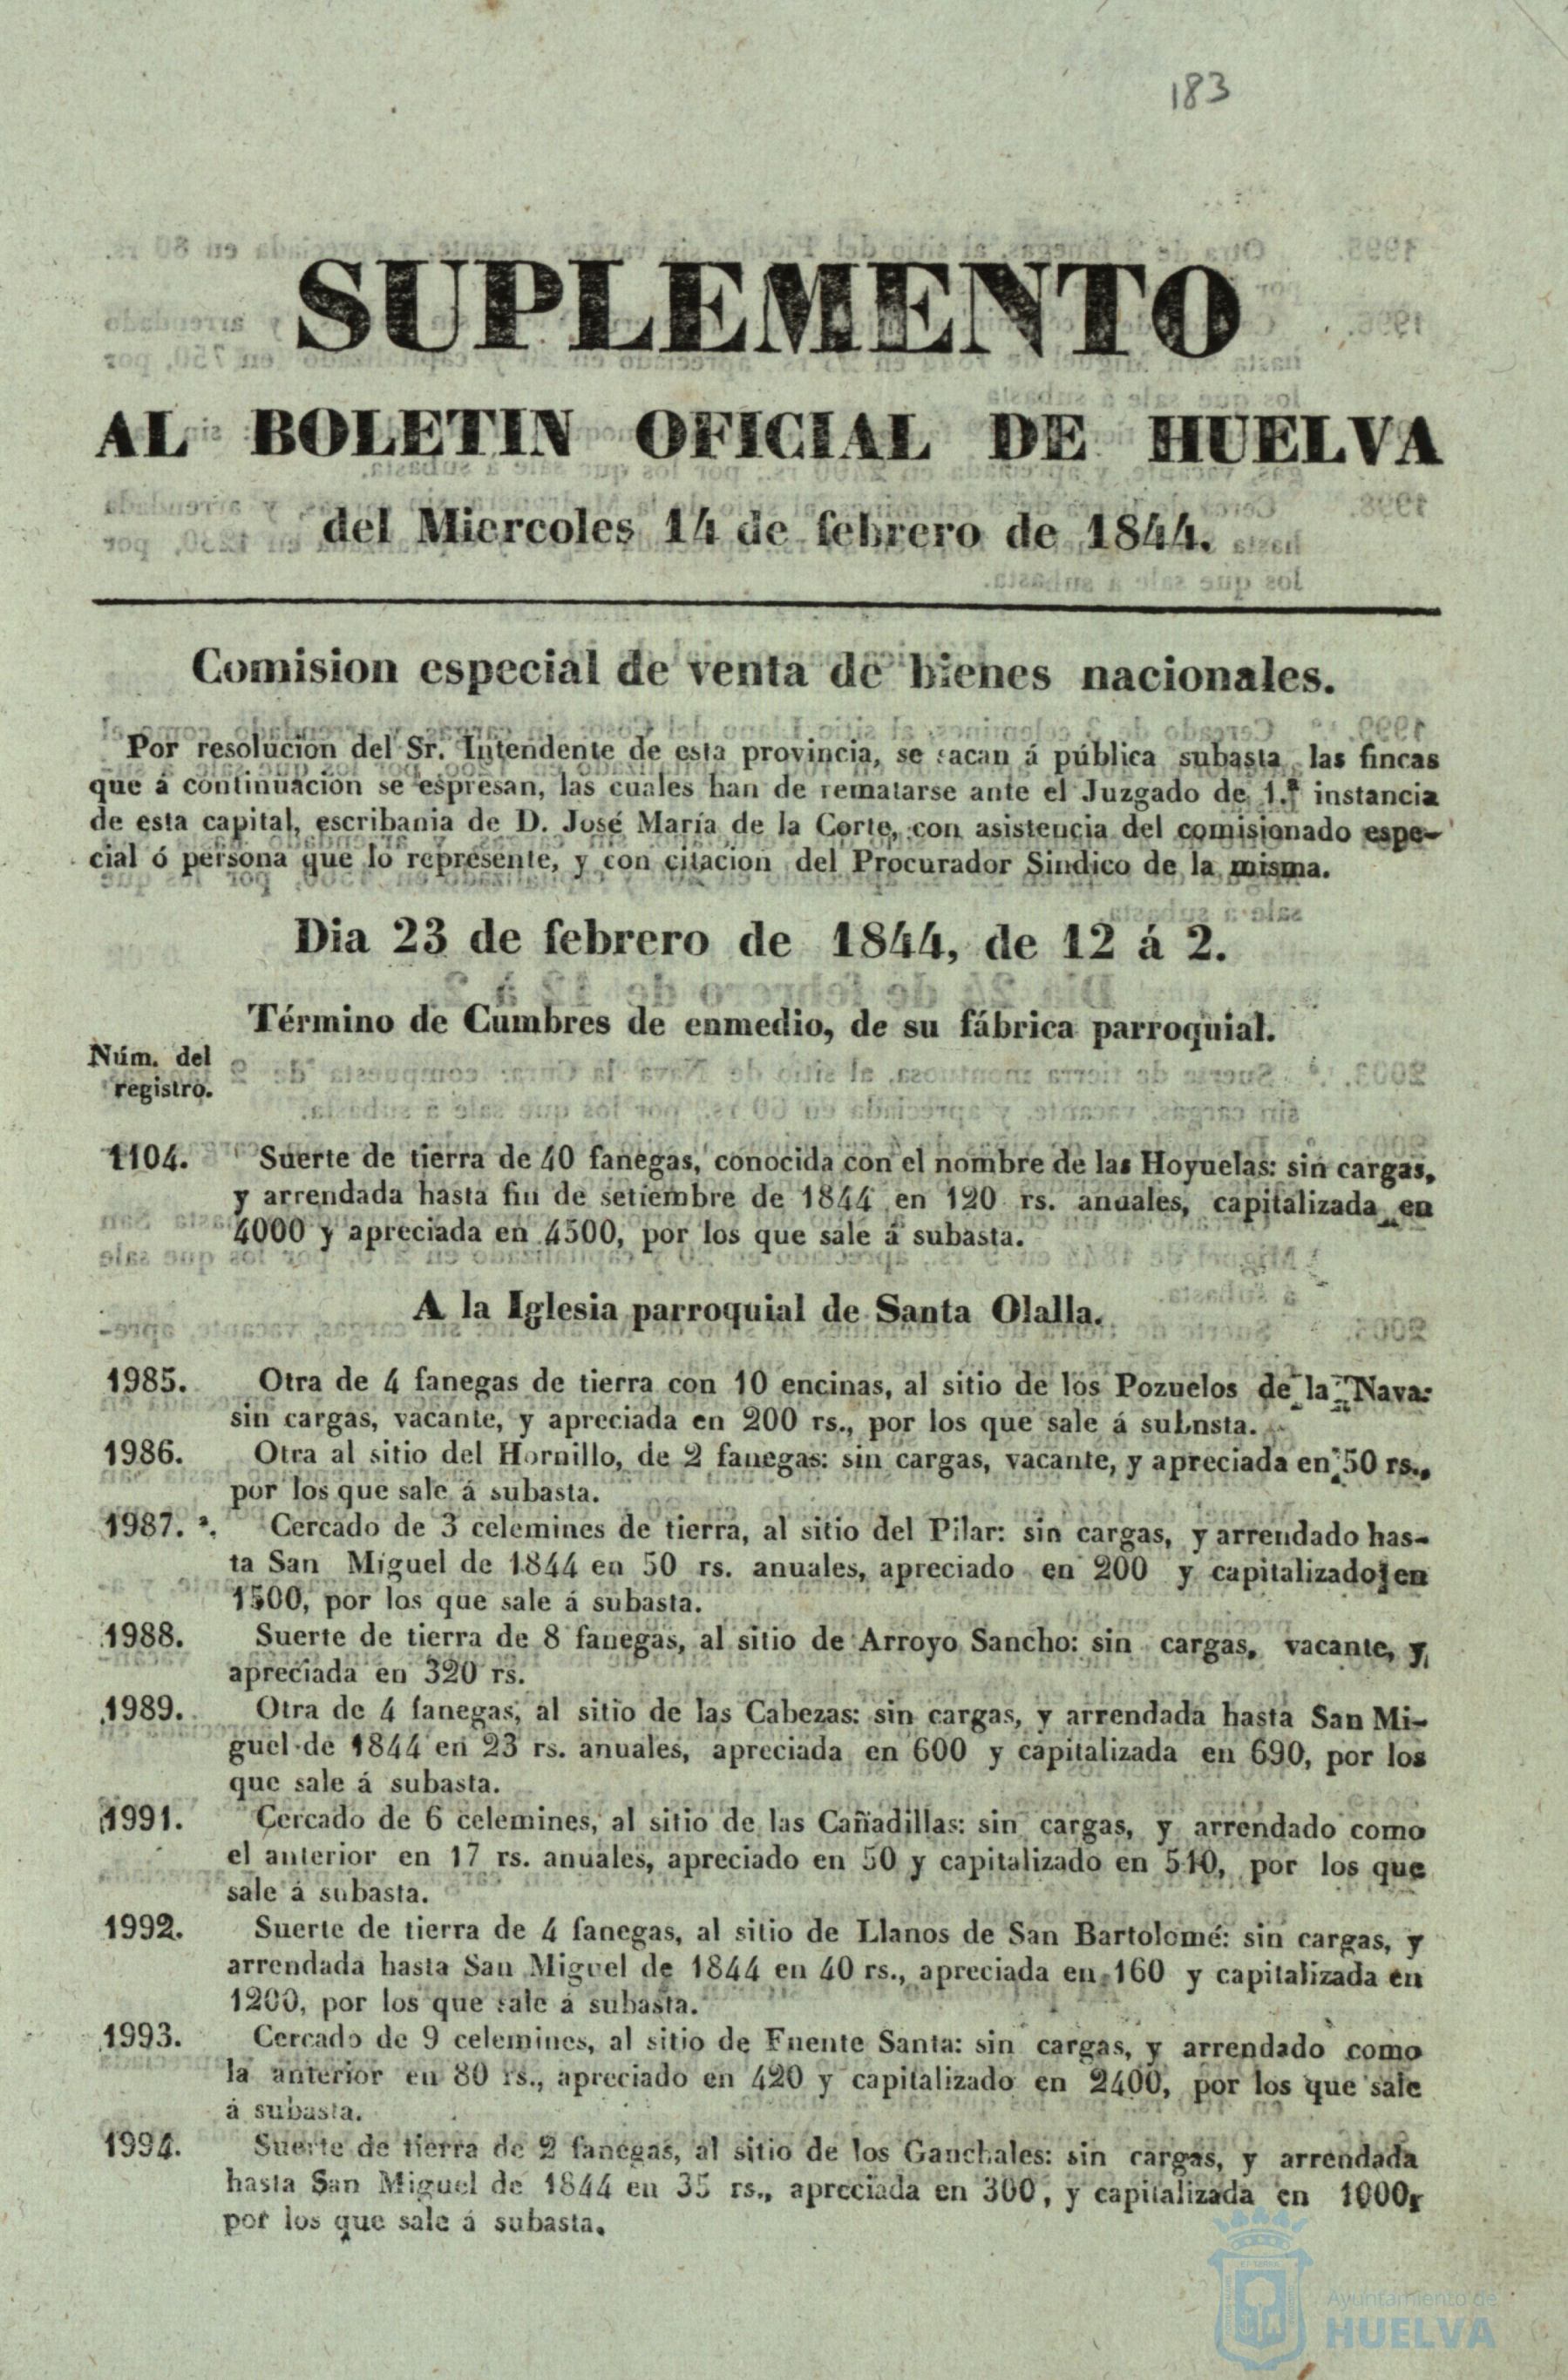 183
SUPLEMENTO
AL BOLETIN OFICIAL DE HUELVA
del Miercoles 14 de febrero de 1844.
Comision especial de venta de bienes nacionales.
Por resolucion del Sr. Intendente de esta provincia, se sacan á pública subasta las fincas
que á continuacion se espresan, las cuales han de rematarse ante el Juzgado de 1.ª instancia
de esta capital, escribania de D. José María de la Corte, con asistencia del comisionado espe-
cial ó persona que lo represente, y con citacion del Procurador Sindico de la misma.
Dia 23 de febrero de 1844, de 12 á 2.
Término de Cumbres de enmedio, de su fábrica parroquial.
Núm. del
registro.
1104. Suerte de tierra de 40 fanegas, conocida con el nombre de las Hoyuelas: sin cargas,
y arrendada hasta fin de setiembre de 1844 en 120 rs. anuales, capitalizada en
4000 y apreciada en 4500, por los que sale á subasta.
A la Iglesia parroquial de Santa Olalla.
1985. Otra de 4 fanegas de tierra con 10 encinas, al sitio de los Pozuelos de la Nava:
sin cargas, vacante, y apreciada en 200 rs., por los que sale á subnsta.
1986. Otra al sitio del Hornillo, de 2 fanegas: sin cargas, vacante, y apreciada en 50 rs.,
por los que sale á subasta.
1987. Cercado de 3 celemines de tierra, al sitio del Pilar: sin cargas, y arrendado has-
ta San Miguel de 1844 en 50 rs. anuales, apreciado en 200 y capitalizado en
1500, por los que sale á subasta.
1988. Suerte de tierra de 8 fanegas, al sitio de Arroyo Sancho: sin cargas, vacante, y
apreciada en 320 rs.
1989. Otra de 4 fanegas, al sitio de las Cabezas: sin cargas, y arrendada hasta San Mi-
guel de 1844 en 23 rs. anuales, apreciada en 600 y capitalizada en 690, por los
que sale á subasta.
1991. Cercado de 6 celemines, al sitio de las Cañadillas: sin cargas, y arrendado como
el anterior en 17 rs. anuales, apreciado en 50 y capitalizado en 510, por los que
sale á subasta.
1992. Suerte de tierra de 4 fanegas, al sitio de Llanos de San Bartolomé: sin cargas, y
arrendada hasta San Miguel de 1844 en 40 rs., apreciada en 160 y capitalizada en
1200, por los que sale á subasta.
1993. Cercado de 9 celemines, al sitio de Fuente Santa: sin cargas, y arrendado como
la anterior en 80 rs., apreciado en 420 y capitalizado en 2400, por los que sale
á subasta.
1994. Suerte de tierra de 2 fanegas, al sitio de los Ganchales: sin cargas, y arrendada
hasta San Miguel de 1844 en 35 rs., apreciada en 300, y capitalizada en 1000,
por los que sale á subasta.
Ayuntamiento de
HUELVA